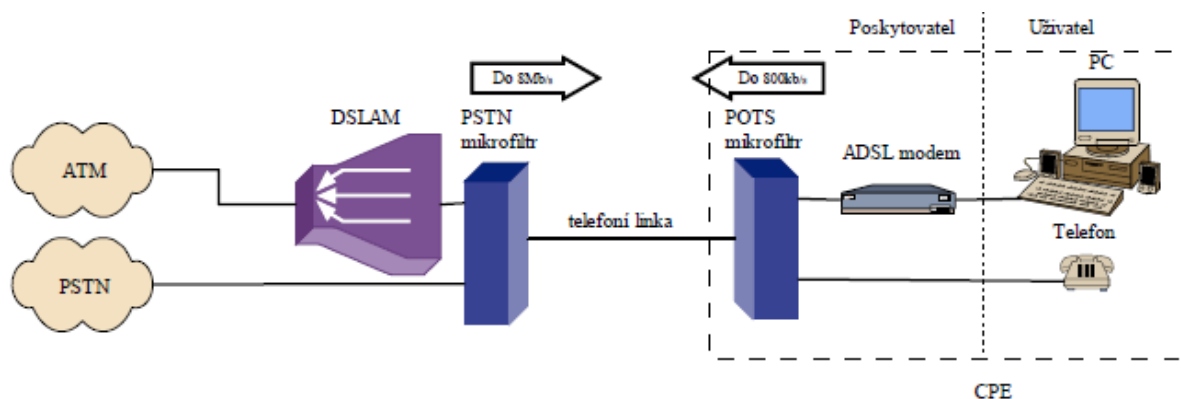 Poskytovatel
Uživatel
Do 8Mb/s
Do 800kb/s
PC
DSLAM
PSTN
mikrofiltr
POTS
mikrofiltr
ADSL modem
ATM
telefoní linka
Telefon
PSTN
CPE